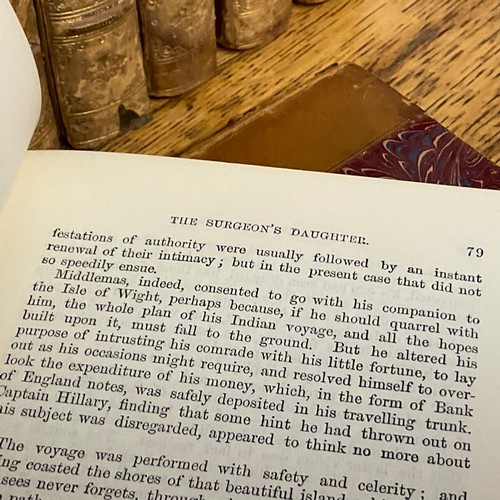 THE SURGEON'S DAUGHTER. 79
festations of authority were usually followed by an instant
renewal of their intimacy; but in the present case that did not
so speedily ensue.
Middlemas, indeed, consented to go with his companion to
the Isle of Wight, perhaps because, if he should quarrel with
him, the whole plan of his Indian voyage, and all the hopes
built upon it, must fall to the ground. But he altered his
purpose of intrusting his comrade with his little fortune, to lay
out as his occasions might require, and resolved himself to over-
look the expenditure of his money, which, in the form of Bank
of England notes, was safely deposited in his travelling trunk.
Captain Hillary, finding that some hint he had thrown out on
his subject was disregarded, appeared to think no more about
The voyage was performed with safety and celerity; and
ing coasted the shores of that beautiful island
sees never forgets, through
path